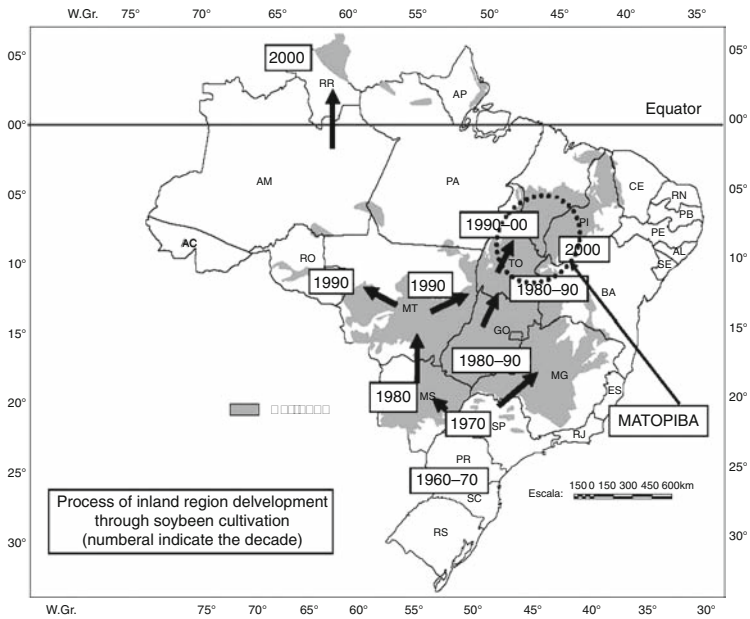 W.Gr. 75° 70° 65° 60° 55° 50° 45° 40° 35°
05° 05°
2000
RR
AP
Equator
00° 00°
AM PA CE
RN
05° 05°
PB
1990–00 PI
PE
AC 2000 AL
TO SE
RO
10° 10°
1990 1990 1980–90 BA
MT
15° GO 15°
1980–90
MG
ES
1980 MS
20° 20°
1970 SP MATOPIBA
RJ
PR
25° 1960–70 25°
SC Escala: 150 0 150 300 450 600km
Process of inland region delvelopment
through soybeen cultivation
(numberal indicate the decade)
30° RS 30°
W.Gr. 75° 70° 65° 60° 55° 50° 45° 40° 35° 30°